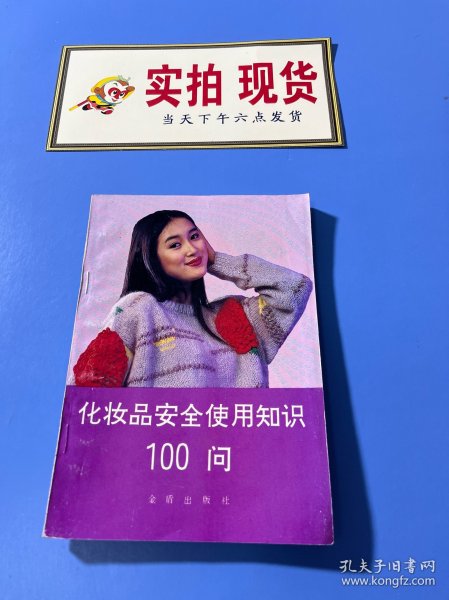 实拍 现货
当天下午六点发货
化妆品安全使用知识
100 问
金盾出版社
孔夫子旧书网
www.kongfz.com